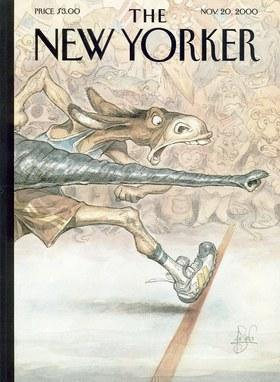 PRICE $3.00
THE
NOV. 20, 2000
NEW YORKER